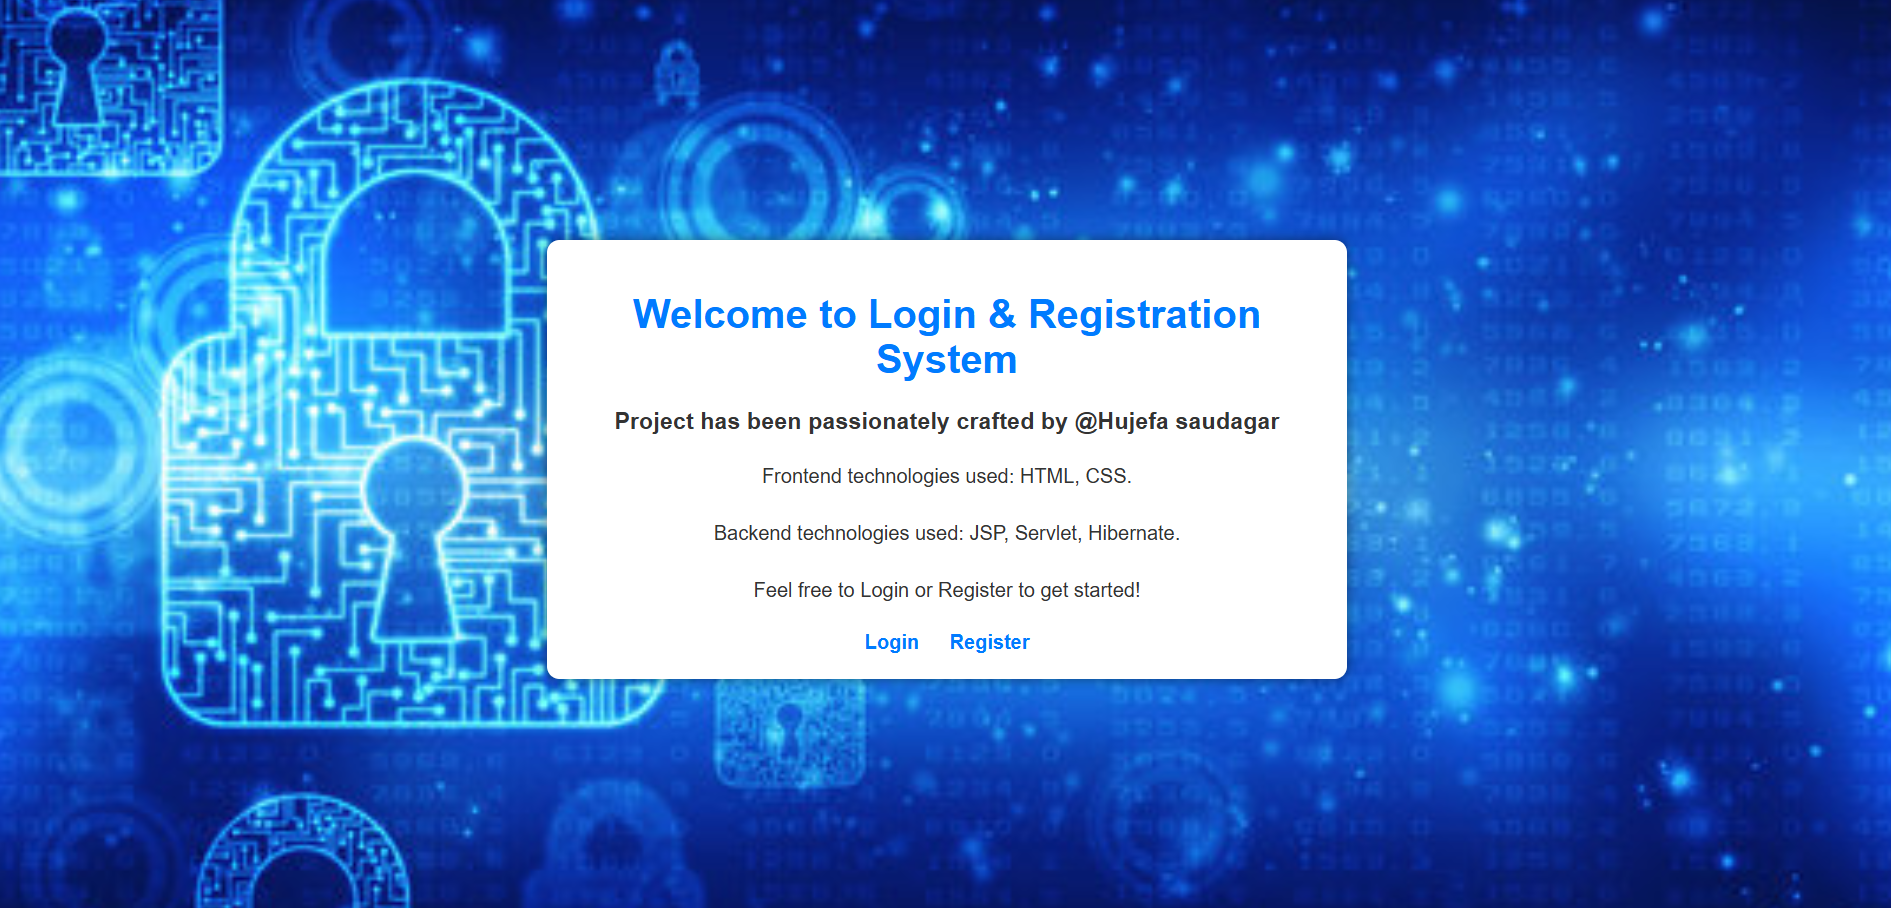 Welcome to Login & Registration
System
Project has been passionately crafted by @Hujefa saudagar
Frontend technologies used: HTML, CSS.
Backend technologies used: JSP, Servlet, Hibernate.
Feel free to Login or Register to get started!
Login Register